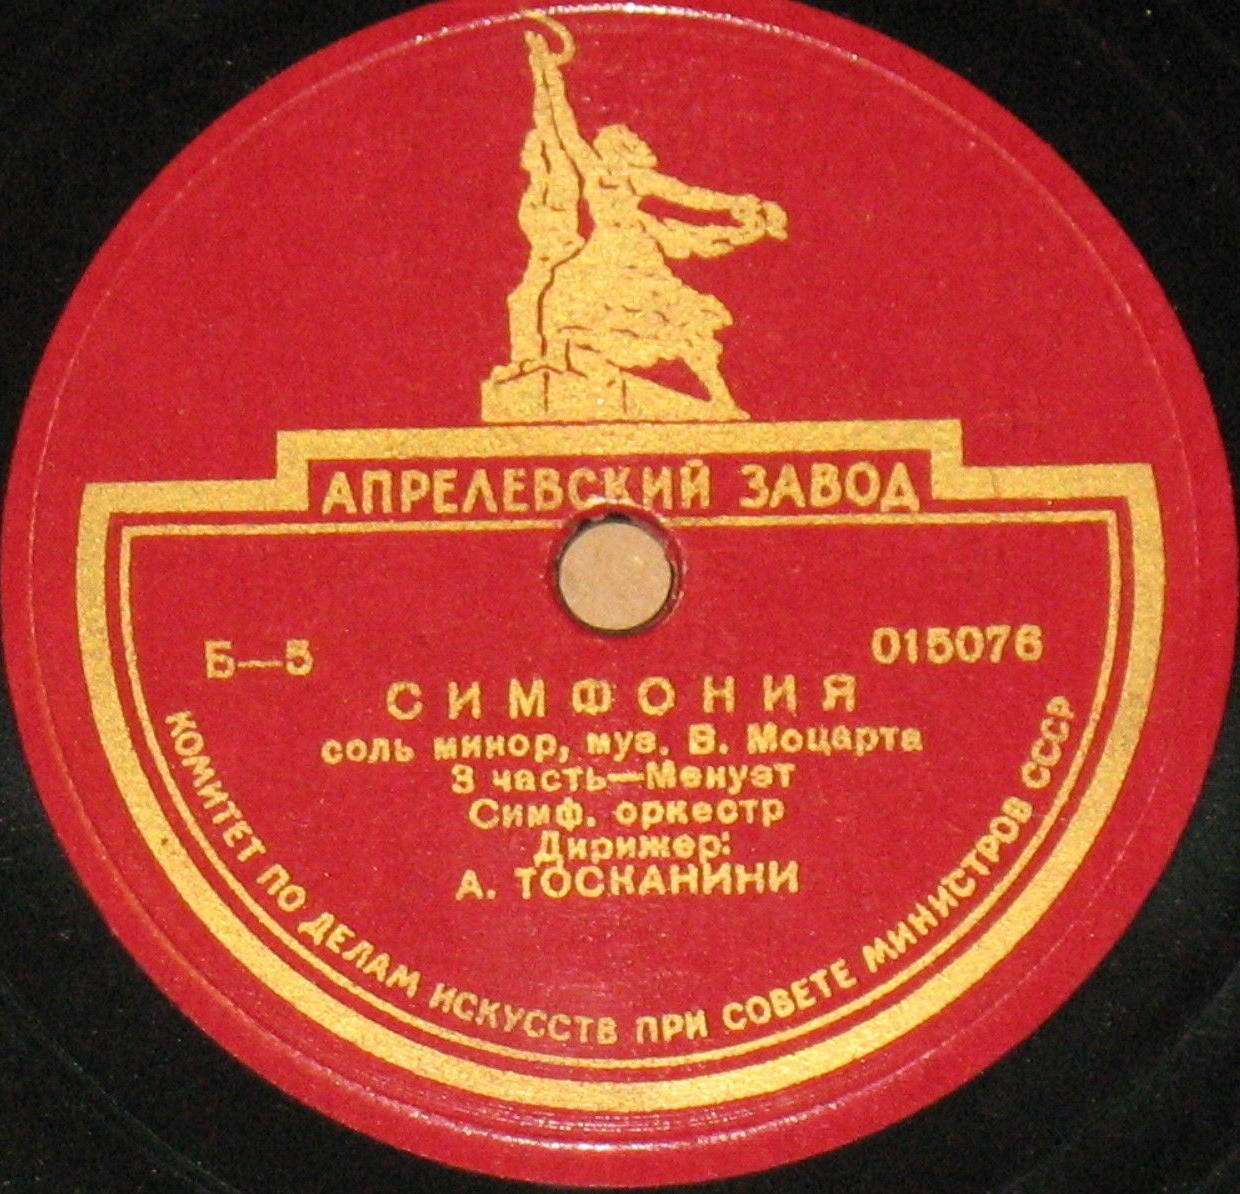 АПРЕЛЕВСКИЙ ЗАВОД
Б—5
015076
СИМФОНИЯ
соль минор, муз. В. Моцарта
3 часть—Менуэт
Симф. оркестр
Дирижер:
А. ТОСКАНИНИ
КОМИТЕТ ПО ДЕЛАМ ИСКУССТВ ПРИ СОВЕТЕ МИНИСТРОВ СССР